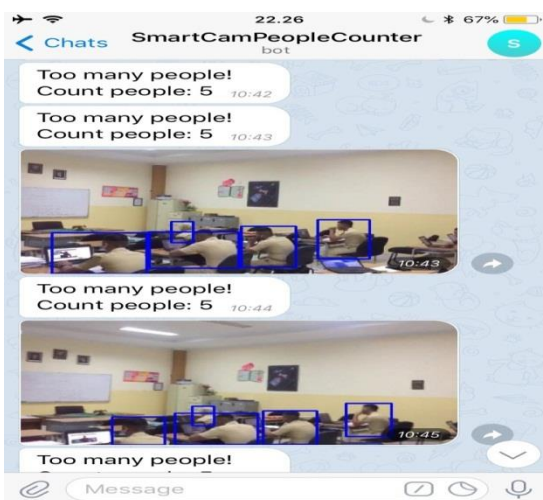 22.26
67%
Chats
SmartCamPeopleCounter
bot
S
Too many people!
Count people: 5 10:42
Too many people!
Count people: 5 10:43
10:43
Too many people!
Count people: 5 10:44
10:45
Too many people!
Message